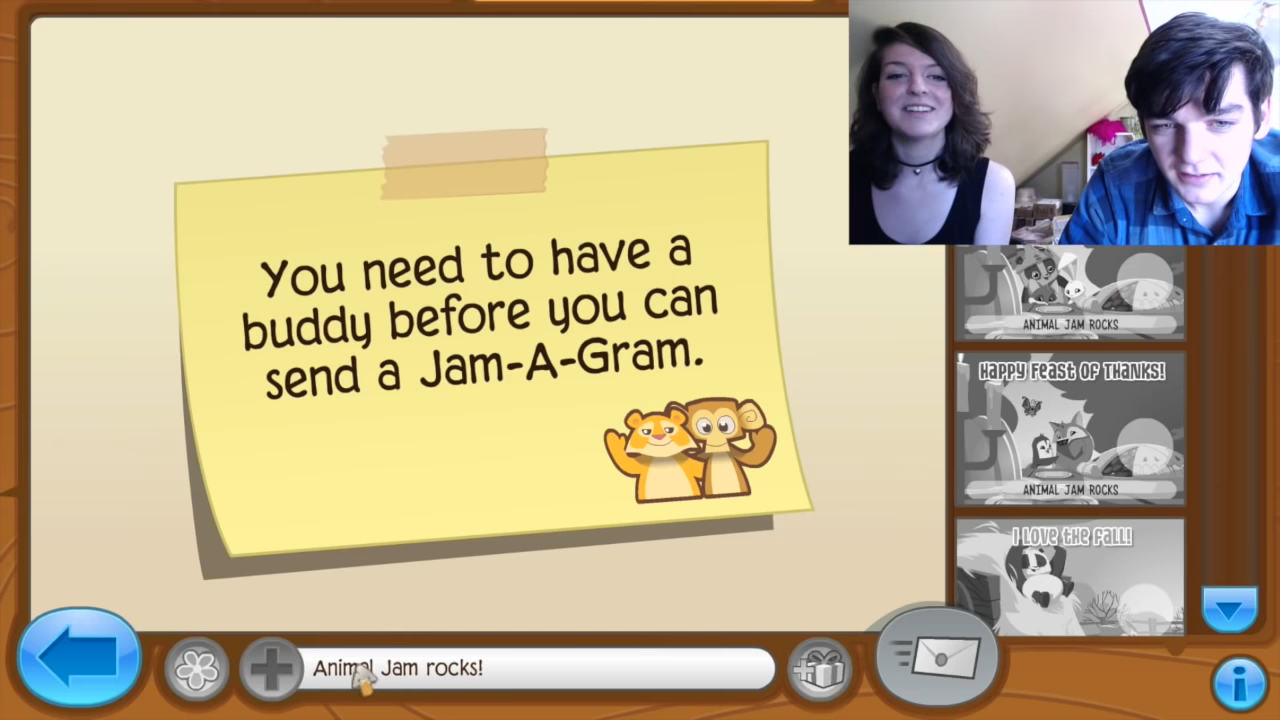 You need to have a
buddy before you can
send a Jam-A-Gram.
ANIMAL JAM ROCKS
HAPPY FEAST OF THANKS!
ANIMAL JAM ROCKS
I LOVE THE FALL!
Animal Jam rocks!